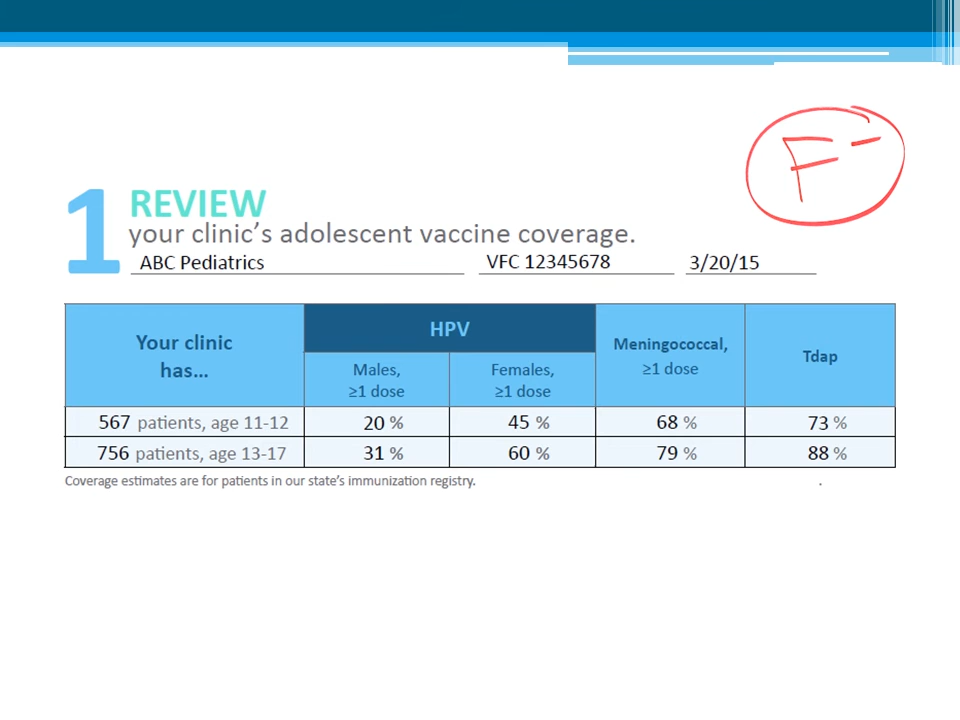 F-
1 REVIEW
your clinic's adolescent vaccine coverage.
ABC Pediatrics VFC 12345678 3/20/15
Your clinic has... HPV Meningococcal, ≥1 dose Tdap
Males, ≥1 dose Females, ≥1 dose
567 patients, age 11-12 20 % 45 % 68 % 73 %
756 patients, age 13-17 31 % 60 % 79 % 88 %
Coverage estimates are for patients in our state's immunization registry. .